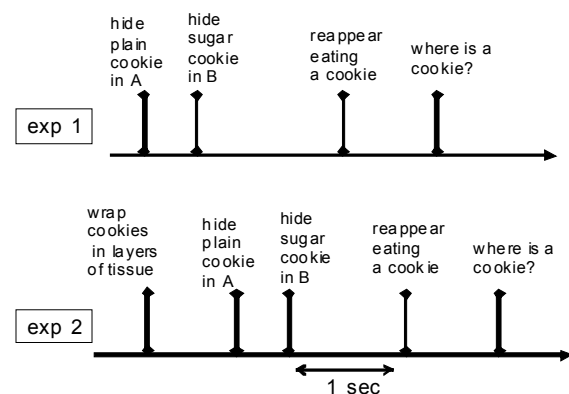 hide
plain
cookie
in A
hide
sugar
cookie
in B
reappear
eating
a cookie
where is a
cookie?
exp 1
wrap
cookies
in layers
of tissue
hide
plain
cookie
in A
hide
sugar
cookie
in B
reappear
eating
a cookie
where is a
cookie?
exp 2
1 sec